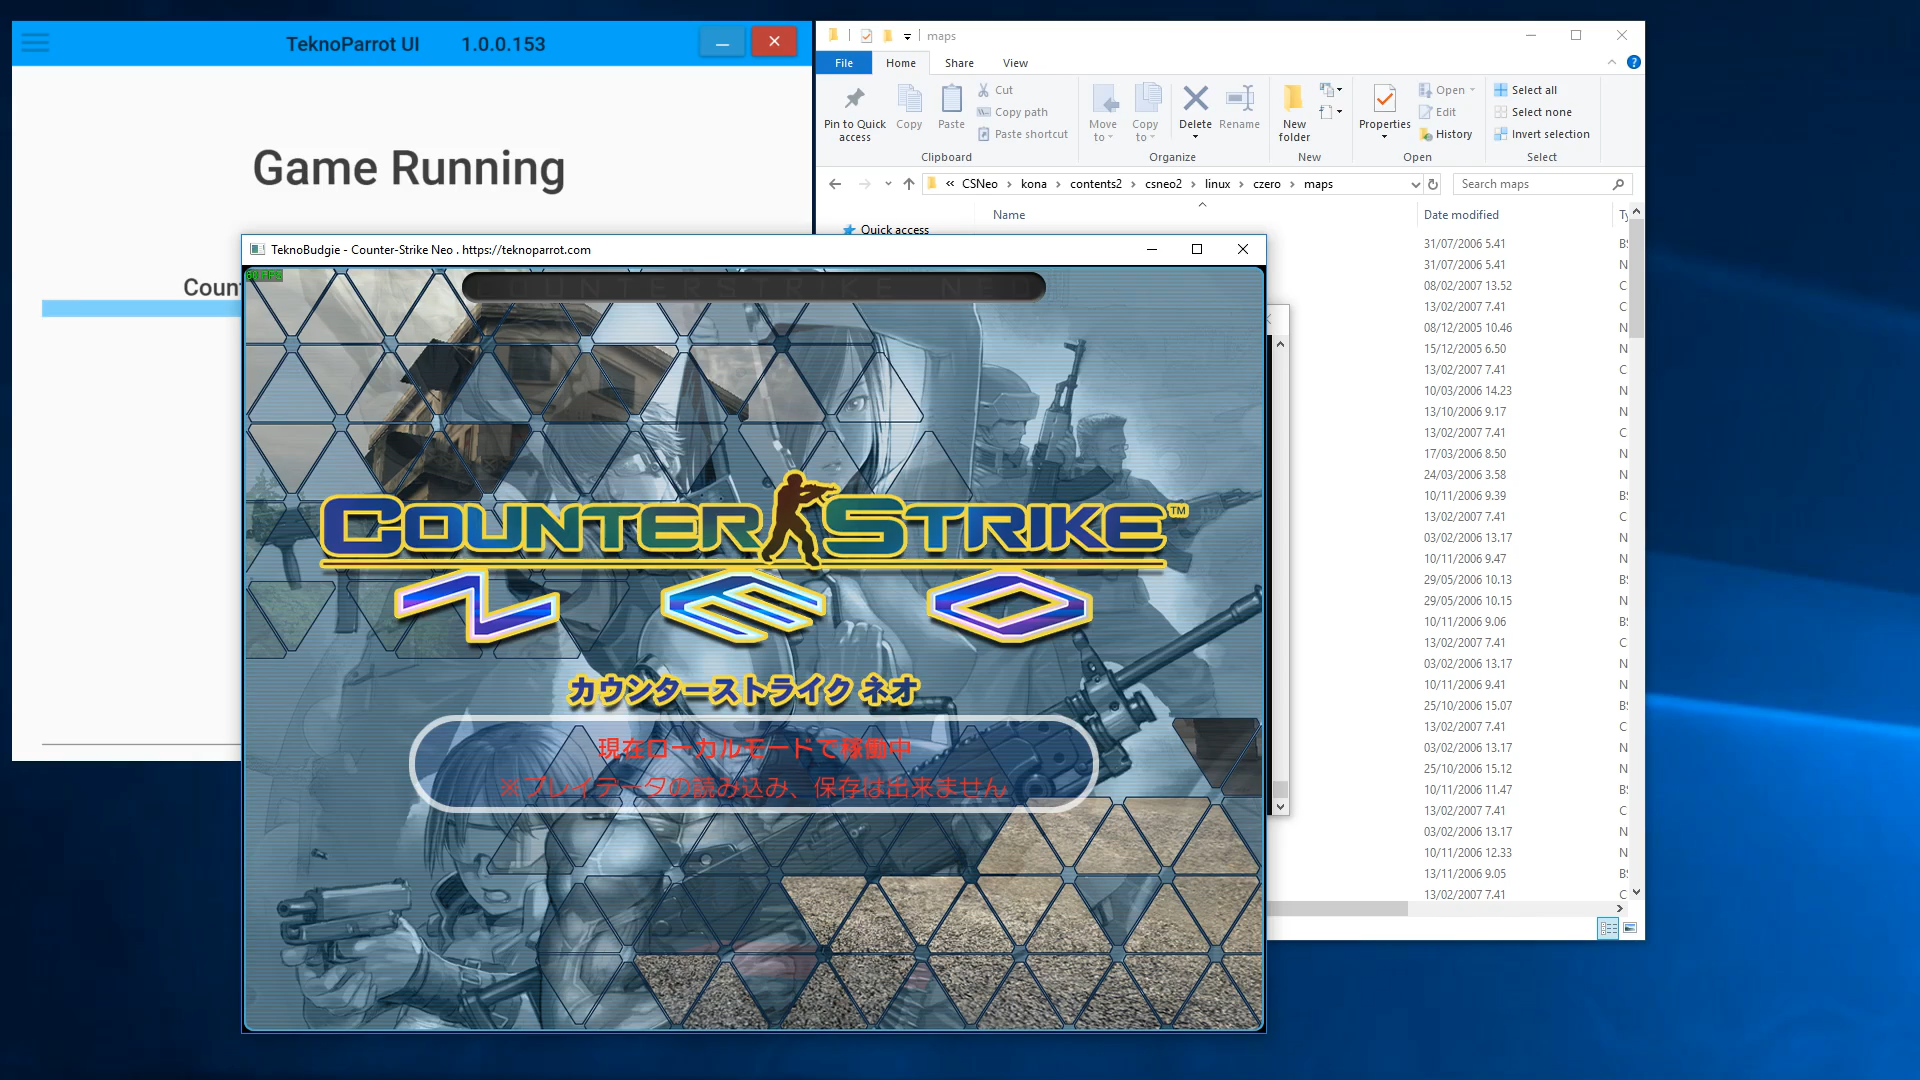 TeknoParrot UI 1.0.0.153
Game Running
Coun
maps
File Home Share View
Pin to Quick access
Copy
Paste
Cut
Copy path
Paste shortcut
Clipboard
Move to
Copy to
Delete
Rename
Organize
New folder
New
Properties
Open
Edit
History
Open
Select all
Select none
Invert selection
Select
« CSNeo › kona › contents2 › csneo2 › linux › czero › maps
Search maps
Name Date modified
Quick access
TeknoBudgie - Counter-Strike Neo . https://teknoparrot.com
COUNTERSTRIKE NEO
COUNTER STRIKE™
NEO
カウンターストライク ネオ
現在ローカルモードで稼働中
※プレイデータの読み込み、保存は出来ません
31/07/2006 5.41
31/07/2006 5.41 N
08/02/2007 13.52 C
13/02/2007 7.41 C
08/12/2005 10.46 N
15/12/2005 6.50 N
13/02/2007 7.41 C
10/03/2006 14.23 N
13/10/2006 9.17 N
13/02/2007 7.41 C
17/03/2006 8.50 N
24/03/2006 3.58 N
10/11/2006 9.39
13/02/2007 7.41 C
03/02/2006 13.17 N
10/11/2006 9.47 N
29/05/2006 10.13
29/05/2006 10.15 N
10/11/2006 9.06
13/02/2007 7.41 C
03/02/2006 13.17 N
10/11/2006 9.41 N
25/10/2006 15.07
13/02/2007 7.41 C
03/02/2006 13.17 N
25/10/2006 15.12 N
10/11/2006 11.47
13/02/2007 7.41 C
03/02/2006 13.17 N
10/11/2006 12.33 N
13/11/2006 9.05
13/02/2007 7.41 C